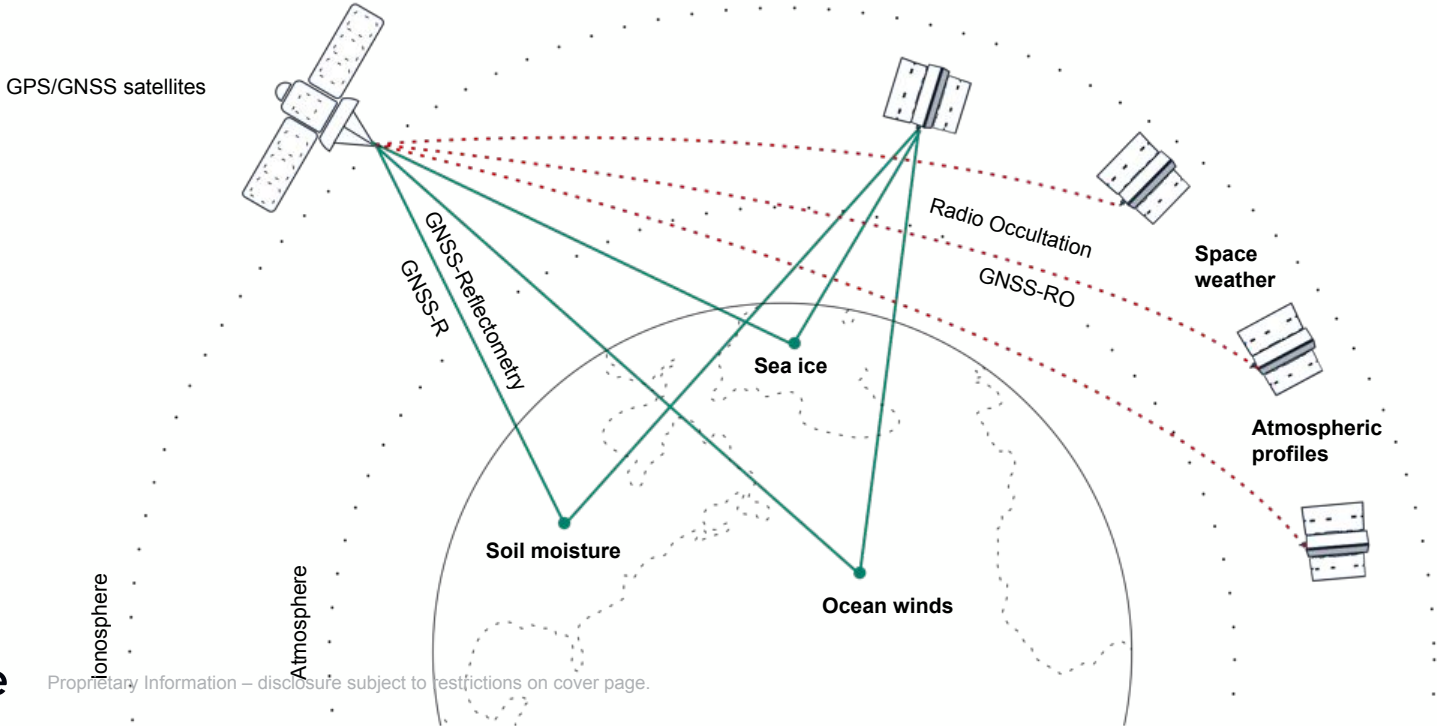 GPS/GNSS satellites
GNSS-Reflectometry
GNSS-R
Radio Occultation
GNSS-RO
Space
weather
Sea ice
Atmospheric
profiles
Soil moisture
Ocean winds
ionosphere
Atmosphere
e
Proprietary Information – disclosure subject to restrictions on cover page.